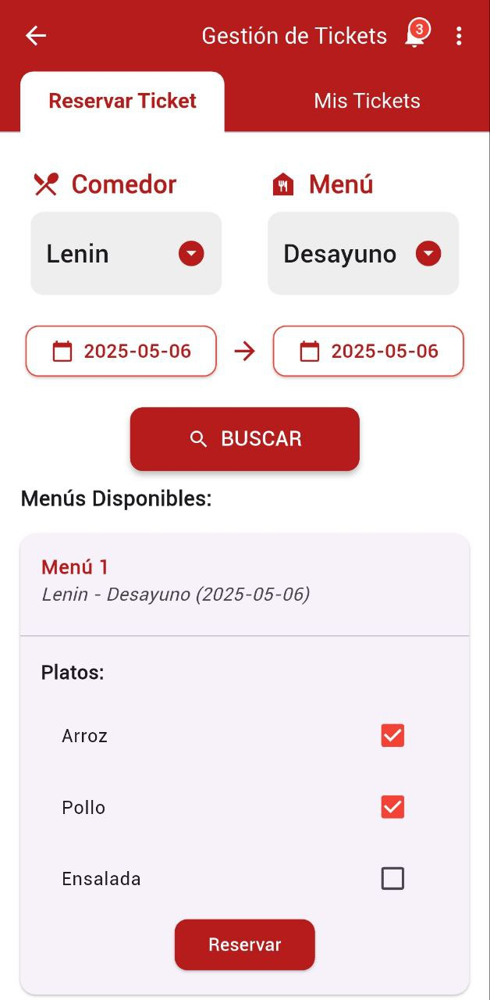 Gestión de Tickets 3
Reservar Ticket Mis Tickets
Comedor Menú
Lenin Desayuno
2025-05-06 2025-05-06
BUSCAR
Menús Disponibles:
Menú 1
Lenin - Desayuno (2025-05-06)
Platos:
Arroz
Pollo
Ensalada
Reservar